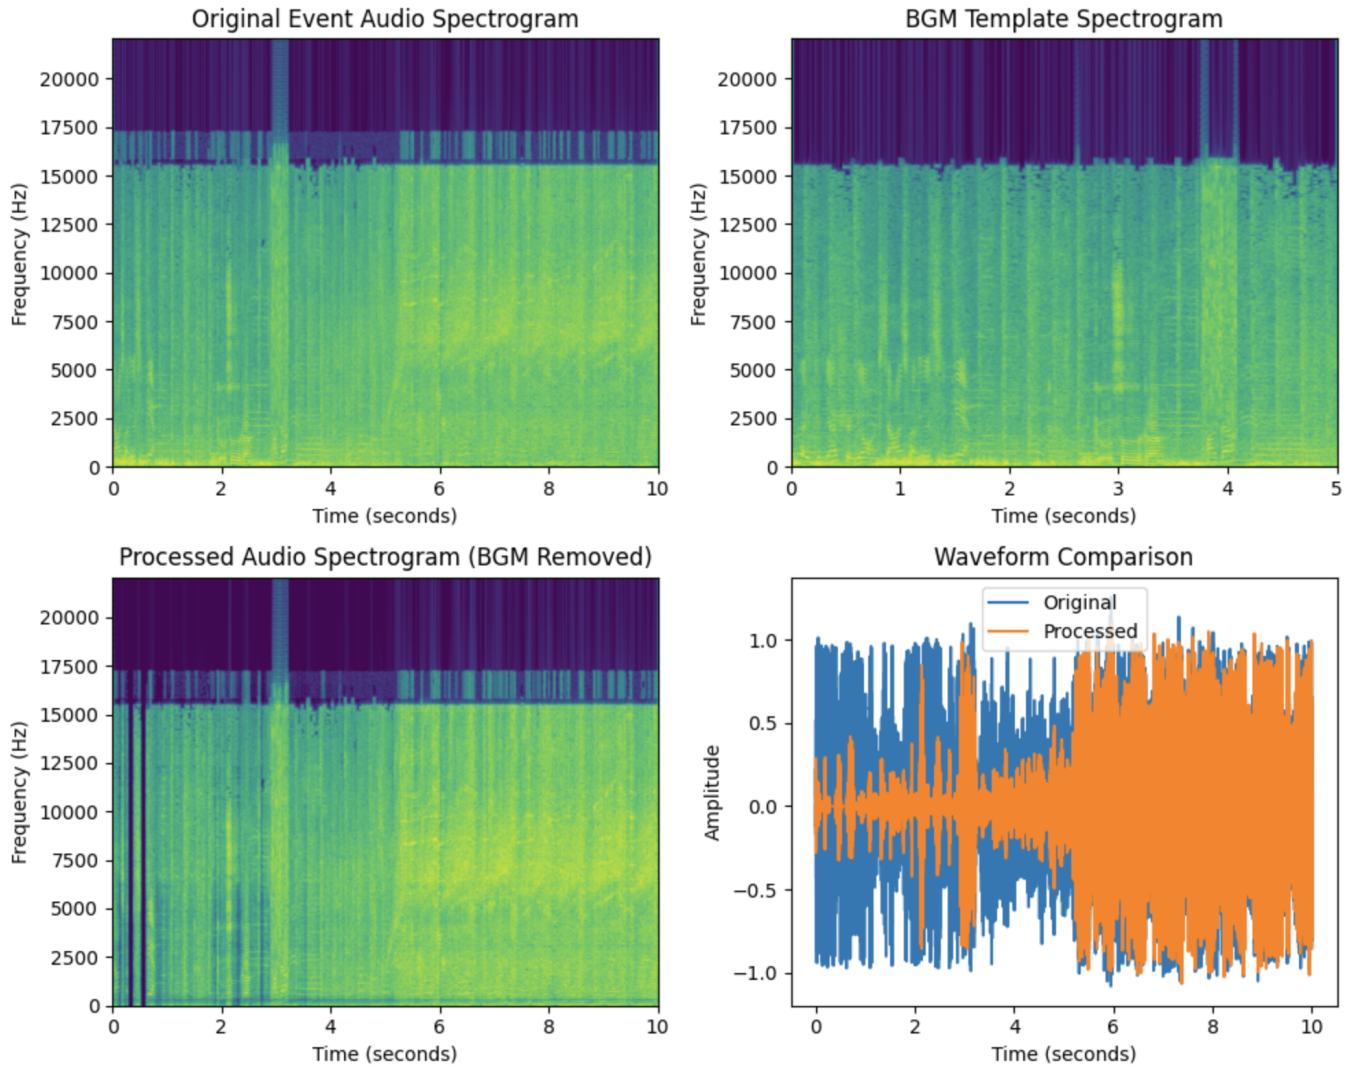 Original Event Audio Spectrogram
20000
17500
15000
12500
10000
7500
5000
2500
0
Frequency (Hz)
0 2 4 6 8 10
Time (seconds)
BGM Template Spectrogram
20000
17500
15000
12500
10000
7500
5000
2500
0
Frequency (Hz)
0 1 2 3 4 5
Time (seconds)
Processed Audio Spectrogram (BGM Removed)
20000
17500
15000
12500
10000
7500
5000
2500
0
Frequency (Hz)
0 2 4 6 8 10
Time (seconds)
Waveform Comparison
Original
Processed
1.0
0.5
0.0
−0.5
−1.0
Amplitude
0 2 4 6 8 10
Time (seconds)